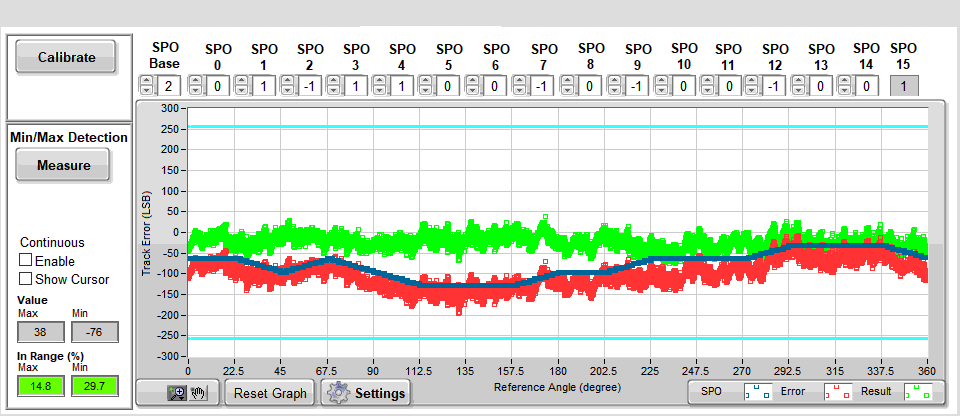 Calibrate
Min/Max Detection
Measure
Continuous
Enable
Show Cursor
Value
Max Min
38 -76
In Range (%)
Max Min
14.8 29.7
SPO SPO SPO SPO SPO SPO SPO SPO SPO SPO SPO SPO SPO SPO SPO SPO SPO
Base 0 1 2 3 4 5 6 7 8 9 10 11 12 13 14 15
2 0 1 -1 1 1 0 0 -1 0 -1 0 0 -1 0 0 1
Track Error (LSB)
300
250
200
150
100
50
0
-50
-100
-150
-200
-250
-300
0 22.5 45 67.5 90 112.5 135 157.5 180 202.5 225 247.5 270 292.5 315 337.5 360
Reference Angle (degree)
Reset Graph
Settings
SPO Error Result